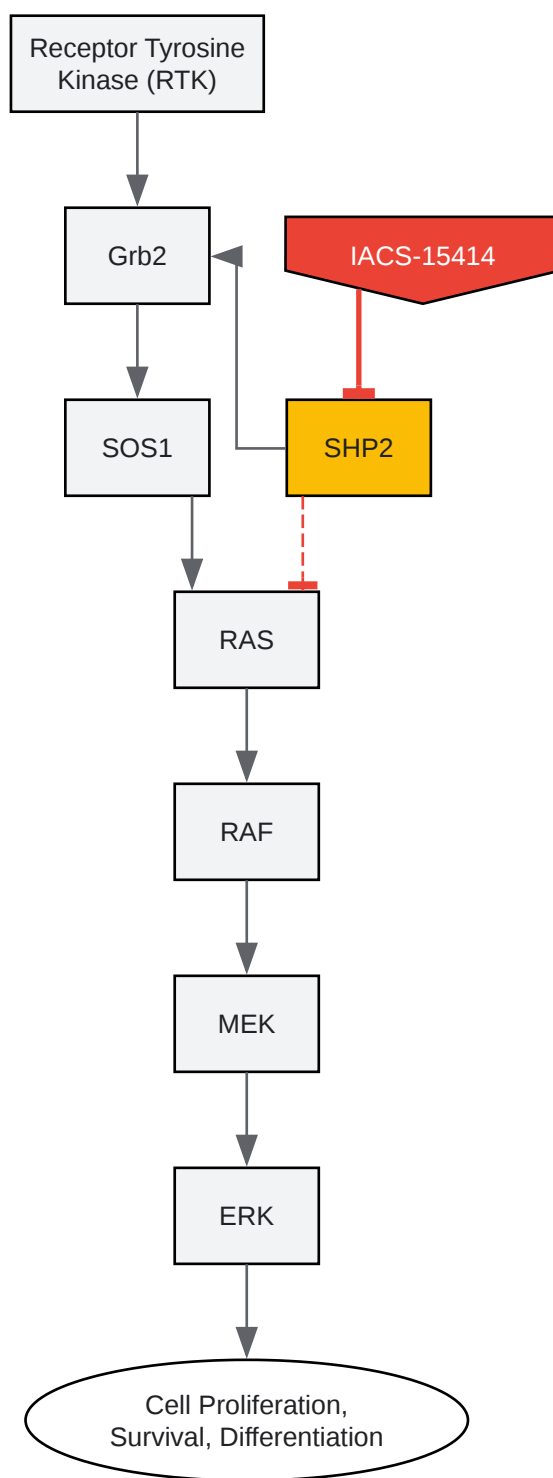 Receptor Tyrosine
Kinase (RTK)
Grb2
IACS-15414
SOS1
SHP2
RAS
RAF
MEK
ERK
Cell Proliferation,
Survival, Differentiation